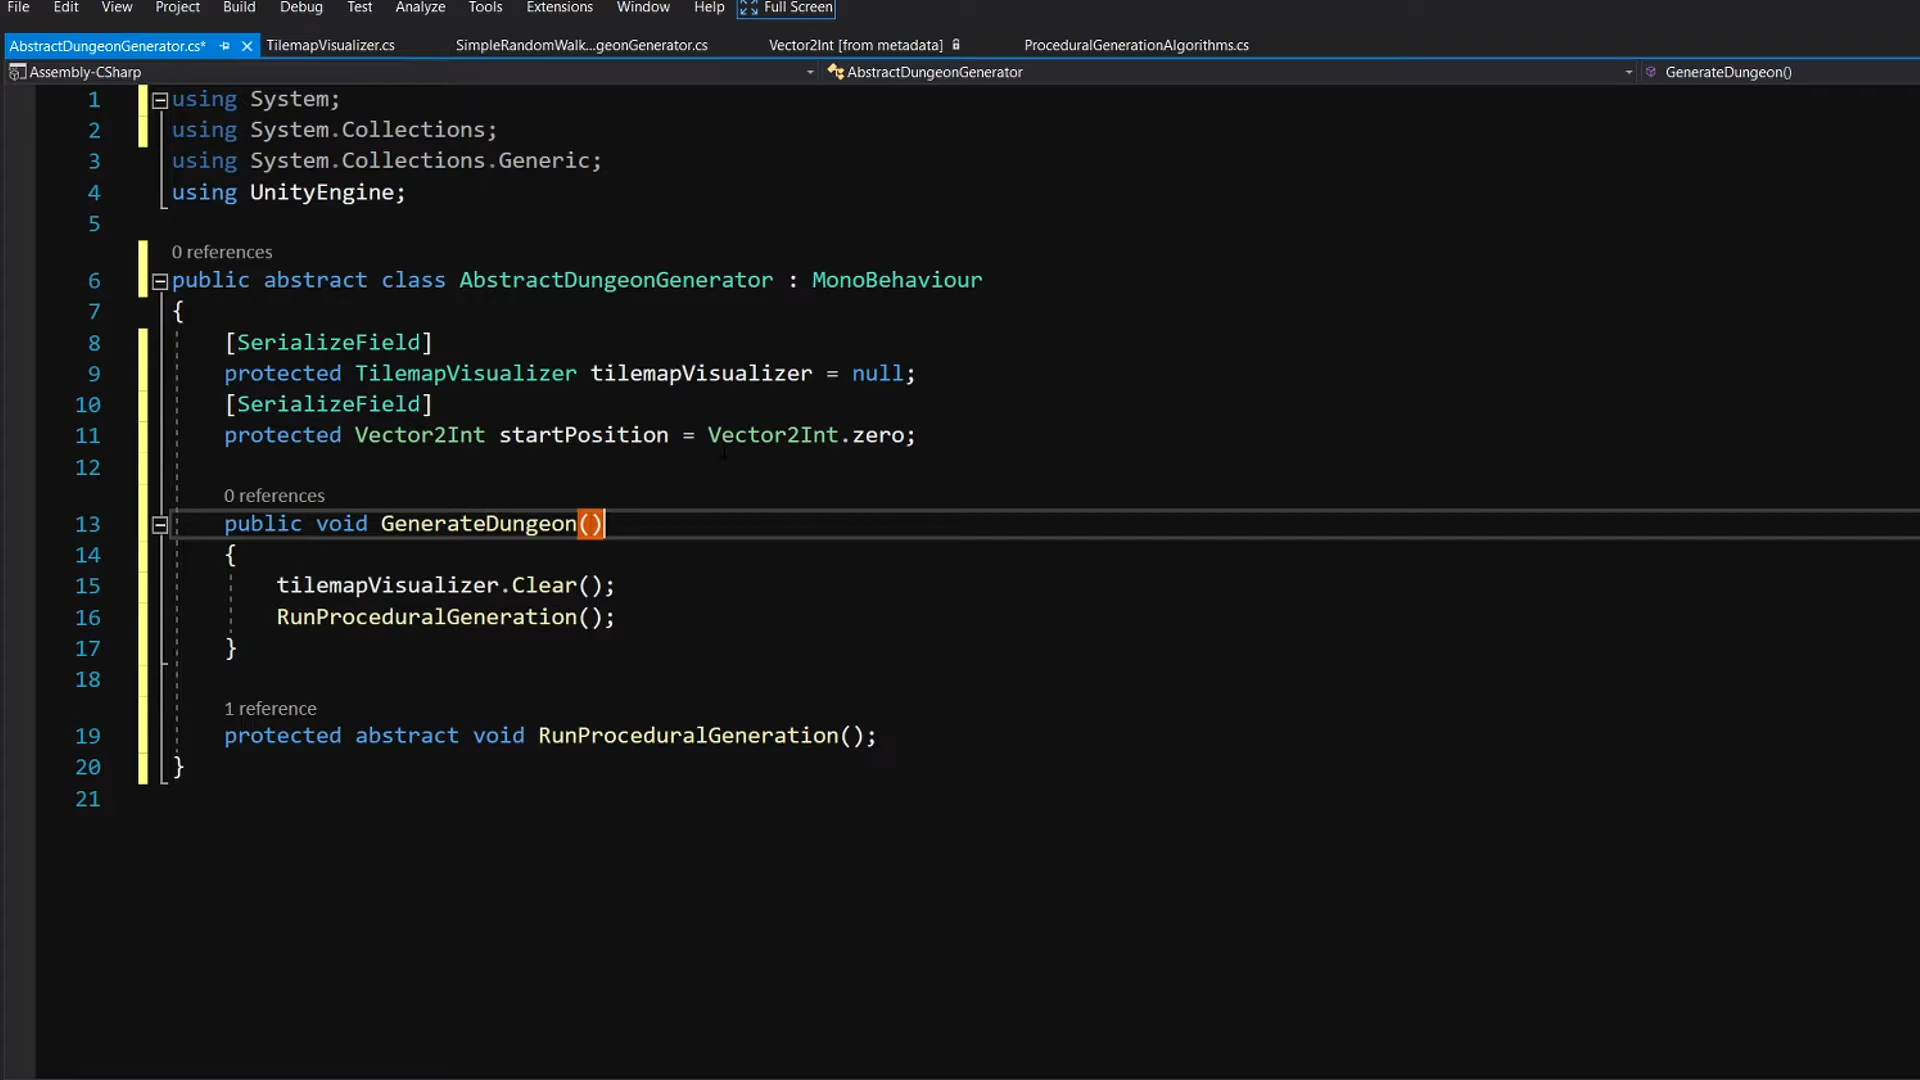 File Edit View Project Build Debug Test Analyze Tools Extensions Window Help Full Screen
AbstractDungeonGenerator.cs* TilemapVisualizer.cs SimpleRandomWalk...geonGenerator.cs Vector2Int [from metadata] ProceduralGenerationAlgorithms.cs
Assembly-CSharp AbstractDungeonGenerator GenerateDungeon()
1 using System;
2 using System.Collections;
3 using System.Collections.Generic;
4 using UnityEngine;
5
0 references
6 public abstract class AbstractDungeonGenerator : MonoBehaviour
7 {
8 [SerializeField]
9 protected TilemapVisualizer tilemapVisualizer = null;
10 [SerializeField]
11 protected Vector2Int startPosition = Vector2Int.zero;
12
0 references
13 public void GenerateDungeon()
14 {
15 tilemapVisualizer.Clear();
16 RunProceduralGeneration();
17 }
18
1 reference
19 protected abstract void RunProceduralGeneration();
20 }
21